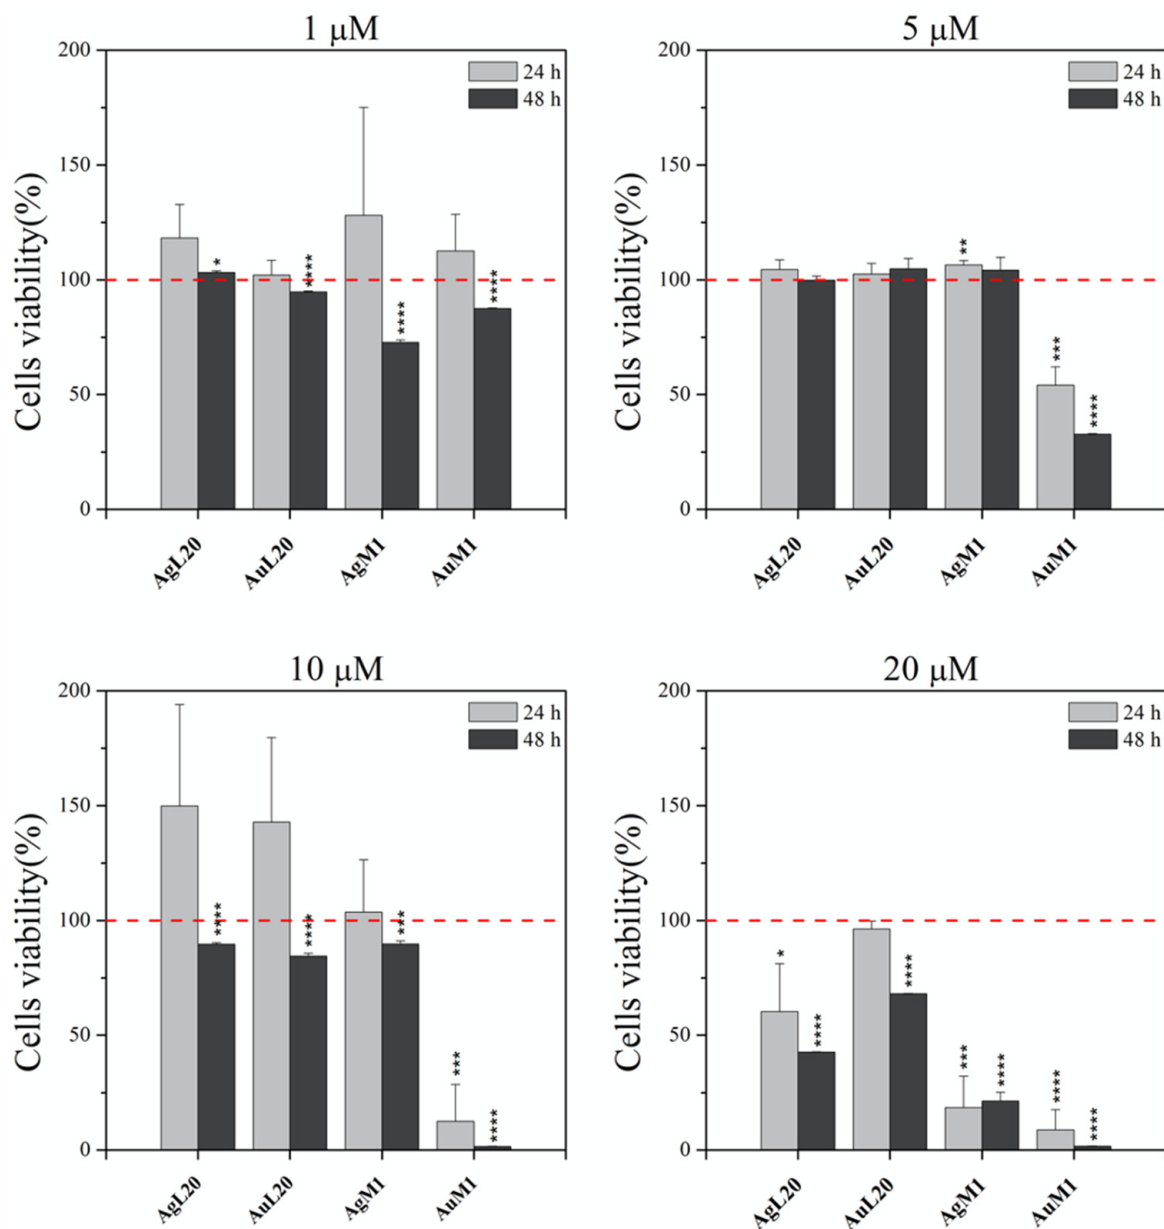 1 μM
200
150
100
50
0
Cells viability(%)
24 h
48 h
*
****
****
****
AgL20
AuL20
AgM1
AuM1
5 μM
200
150
100
50
0
Cells viability(%)
24 h
48 h
**
***
****
AgL20
AuL20
AgM1
AuM1
10 μM
200
150
100
50
0
Cells viability(%)
24 h
48 h
****
****
***
***
****
AgL20
AuL20
AgM1
AuM1
20 μM
200
150
100
50
0
Cells viability(%)
24 h
48 h
*
****
****
***
****
****
****
AgL20
AuL20
AgM1
AuM1